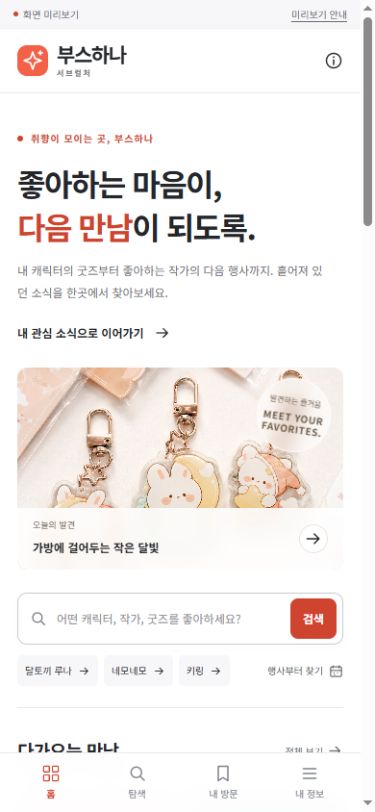 화면 미리보기
미리보기 안내
부스하나
서브컬처
취향이 모이는 곳, 부스하나
좋아하는 마음이,
다음 만남이 되도록.
내 캐릭터의 굿즈부터 좋아하는 작가의 다음 행사까지. 흩어져 있
던 소식을 한곳에서 찾아보세요.
내 관심 소식으로 이어가기 →
발견하는 즐거움
MEET YOUR
FAVORITES.
오늘의 발견
가방에 걸어두는 작은 달빛
어떤 캐릭터, 작가, 굿즈를 좋아하세요?
검색
달토끼 루나 →
네모네모 →
키링 →
행사부터 찾기
다가오는 만남
전체 보기 →
홈
탐색
내 방문
내 정보